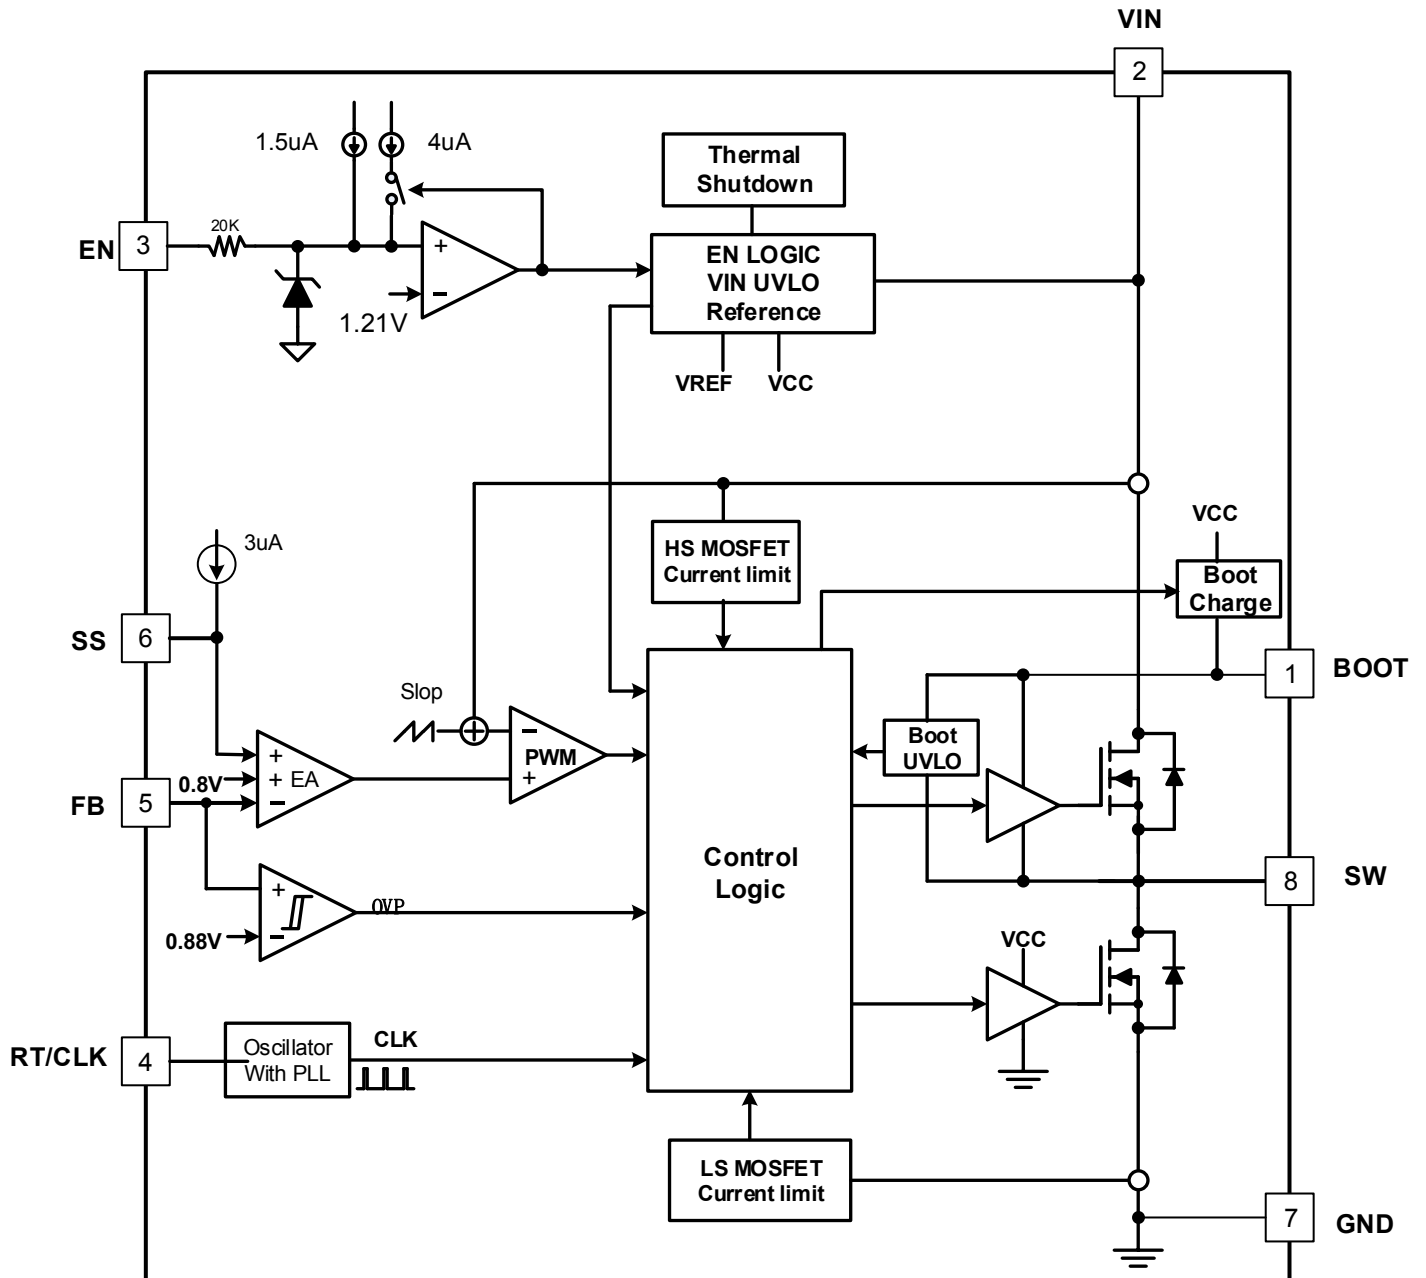 VIN
2
1.5uA
4uA
Thermal
Shutdown
EN
3
20K
+
−
1.21V
EN LOGIC
VIN UVLO
Reference
VREF
VCC
3uA
HS MOSFET
Current limit
VCC
Boot
Charge
SS
6
BOOT
1
Slop
+
−
PWM
+
Boot
UVLO
+
0.8V
+ EA
−
FB
5
Control
Logic
8
SW
+
0.88V
−
OVP
VCC
RT/CLK
4
Oscillator
With PLL
CLK
LS MOSFET
Current limit
7
GND